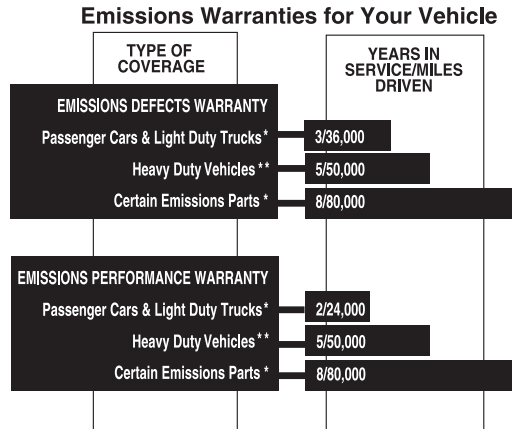 Emissions Warranties for Your Vehicle
TYPE OF
COVERAGE
YEARS IN
SERVICE/MILES
DRIVEN
EMISSIONS DEFECTS WARRANTY
Passenger Cars & Light Duty Trucks* 3/36,000
Heavy Duty Vehicles** 5/50,000
Certain Emissions Parts * 8/80,000
EMISSIONS PERFORMANCE WARRANTY
Passenger Cars & Light Duty Trucks* 2/24,000
Heavy Duty Vehicles** 5/50,000
Certain Emissions Parts * 8/80,000